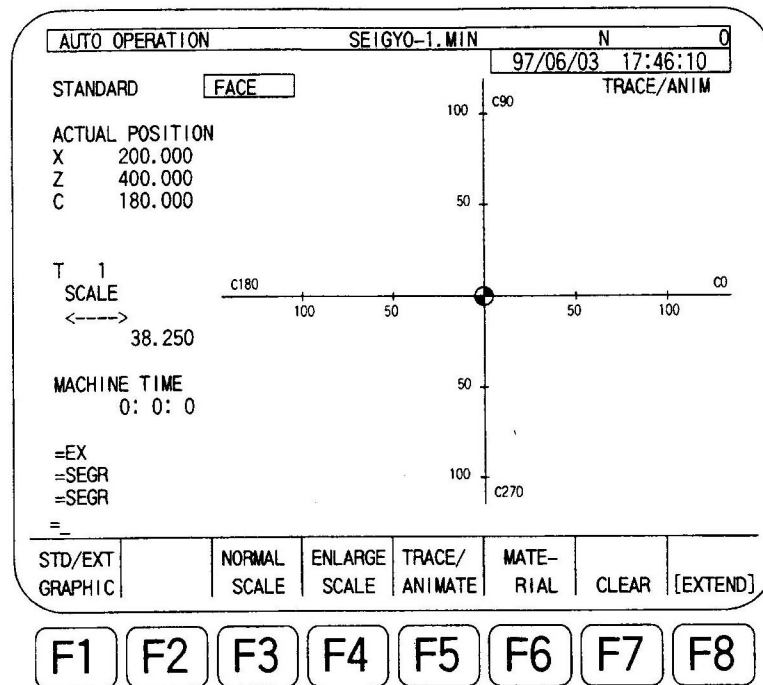 AUTO OPERATION SEIGYO-1.MIN N 0
97/06/03 17:46:10
STANDARD FACE TRACE/ANIM
100 C90
ACTUAL POSITION
X 200.000
Z 400.000
C 180.000
50
T 1
SCALE
<---->
38.250
C180 C0
100 50 50 100
MACHINE TIME
0: 0: 0
50
=EX
=SEGR
=SEGR
=_
100
C270
STD/EXT NORMAL ENLARGE TRACE/ MATE-
GRAPHIC SCALE SCALE ANIMATE RIAL CLEAR [EXTEND]
F1 F2 F3 F4 F5 F6 F7 F8